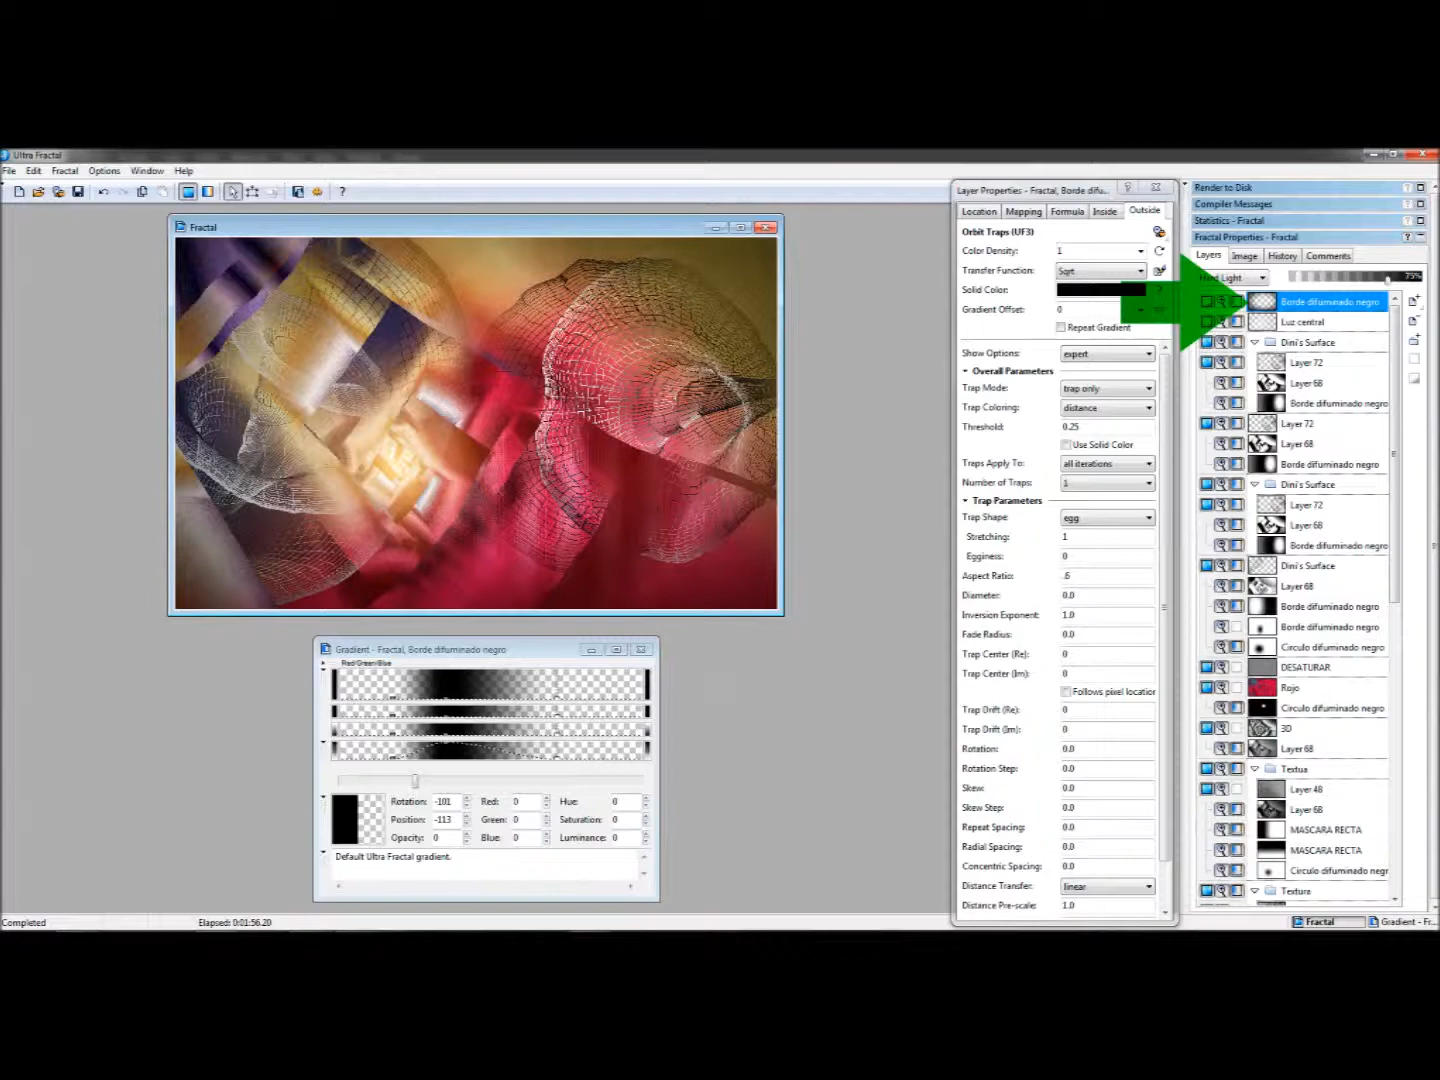 Ultra Fractal
File Edit Fractal Options Window Help
Fractal
Gradient - Fractal, Borde difuminado negro
Red/Green/Blue
Rotation: -101 Red: 0 Hue: 0
Position: -113 Green: 0 Saturation: 0
Opacity: 0 Blue: 0 Luminance: 0
Default Ultra Fractal gradient.
Completed Elapsed: 0:01:56.20
Layer Properties - Fractal, Borde difu...
Location Mapping Formula Inside Outside
Orbit Traps (UF3)
Color Density: 1
Transfer Function: Sqrt
Solid Color:
Gradient Offset: 0
Repeat Gradient
Show Options: expert
Overall Parameters
Trap Mode: trap only
Trap Coloring: distance
Threshold: 0.25
Use Solid Color
Traps Apply To: all iterations
Number of Traps: 1
Trap Parameters
Trap Shape: egg
Stretching: 1
Egginess: 0
Aspect Ratio: .6
Diameter: 0.0
Inversion Exponent: 1.0
Fade Radius: 0.0
Trap Center (Re): 0
Trap Center (Im): 0
Follows pixel location
Trap Drift (Re): 0
Trap Drift (Im): 0
Rotation: 0.0
Rotation Step: 0.0
Skew: 0.0
Skew Step: 0.0
Repeat Spacing: 0.0
Radial Spacing: 0.0
Concentric Spacing: 0.0
Distance Transfer: linear
Distance Pre-scale: 1.0
Render to Disk
Compiler Messages
Statistics - Fractal
Fractal Properties - Fractal
Layers Image History Comments
Light 75%
Borde difuminado negro
Luz central
Dini's Surface
Layer 72
Layer 68
Borde difuminado negro
Layer 72
Layer 68
Borde difuminado negro
Dini's Surface
Layer 72
Layer 68
Borde difuminado negro
Dini's Surface
Layer 68
Borde difuminado negro
Borde difuminado negro
Circulo difuminado negro
DESATURAR
Rojo
Circulo difuminado negro
3D
Layer 68
Textua
Layer 48
Layer 68
MASCARA RECTA
MASCARA RECTA
Circulo difuminado negr
Textura
Fractal Gradient - Fr...